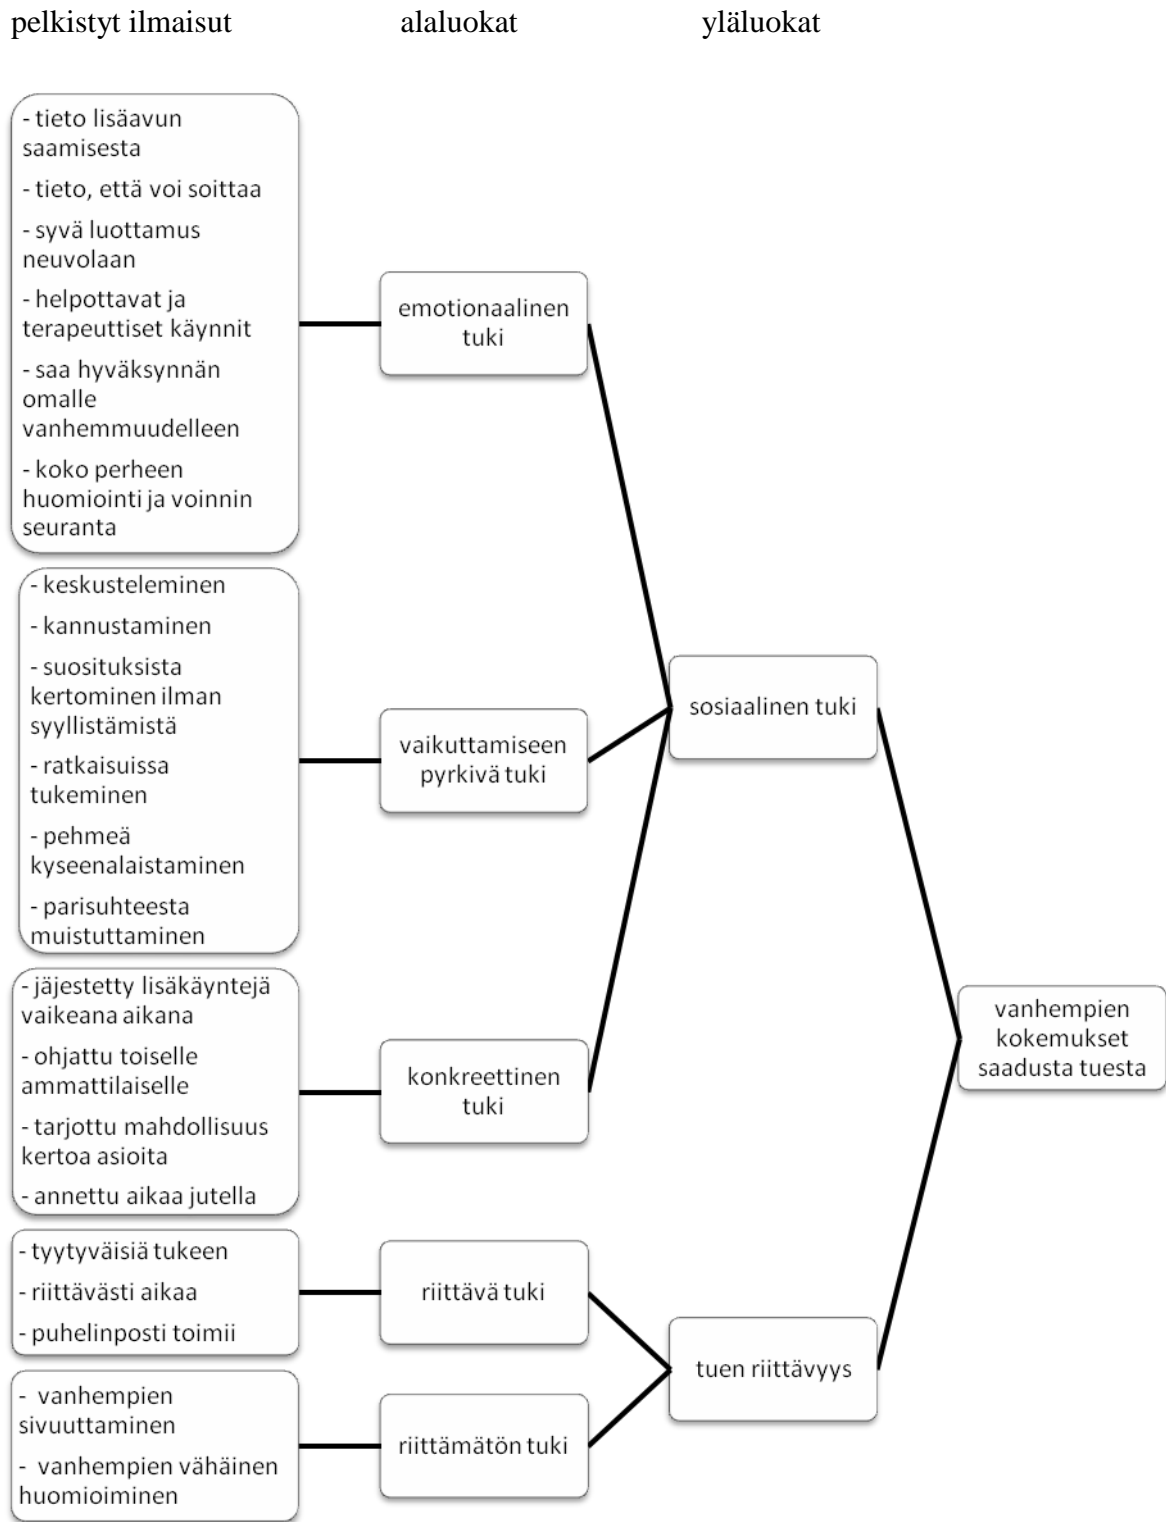 pelkistyt ilmaisut
alaluokat
yläluokat
- tieto lisäavun
saamisesta
- tieto, että voi soittaa
- syvä luottamus
neuvolaan
- helpottavat ja
terapeuttiset käynnit
- saa hyväksynnän
omalle
vanhemmuudelleen
- koko perheen
huomiointi ja voinnin
seuranta
emotionaalinen
tuki
- keskusteleminen
- kannustaminen
- suosituksista
kertominen ilman
syyllistämistä
- ratkaisuissa
tukeminen
- pehmeä
kyseenalaistaminen
- parisuhteesta
muistuttaminen
vaikuttamiseen
pyrkivä tuki
sosiaalinen tuki
- jäjestetty lisäkäyntejä
vaikeana aikana
- ohjattu toiselle
ammattilaiselle
- tarjottu mahdollisuus
kertoa asioita
- annettu aikaa jutella
konkreettinen
tuki
vanhempien
kokemukset
saadusta tuesta
- tyytyväisiä tukeen
- riittävästi aikaa
- puhelinposti toimii
riittävä tuki
tuen riittävyys
- vanhempien
sivuuttaminen
- vanhempien vähäinen
huomioiminen
riittämätön tuki